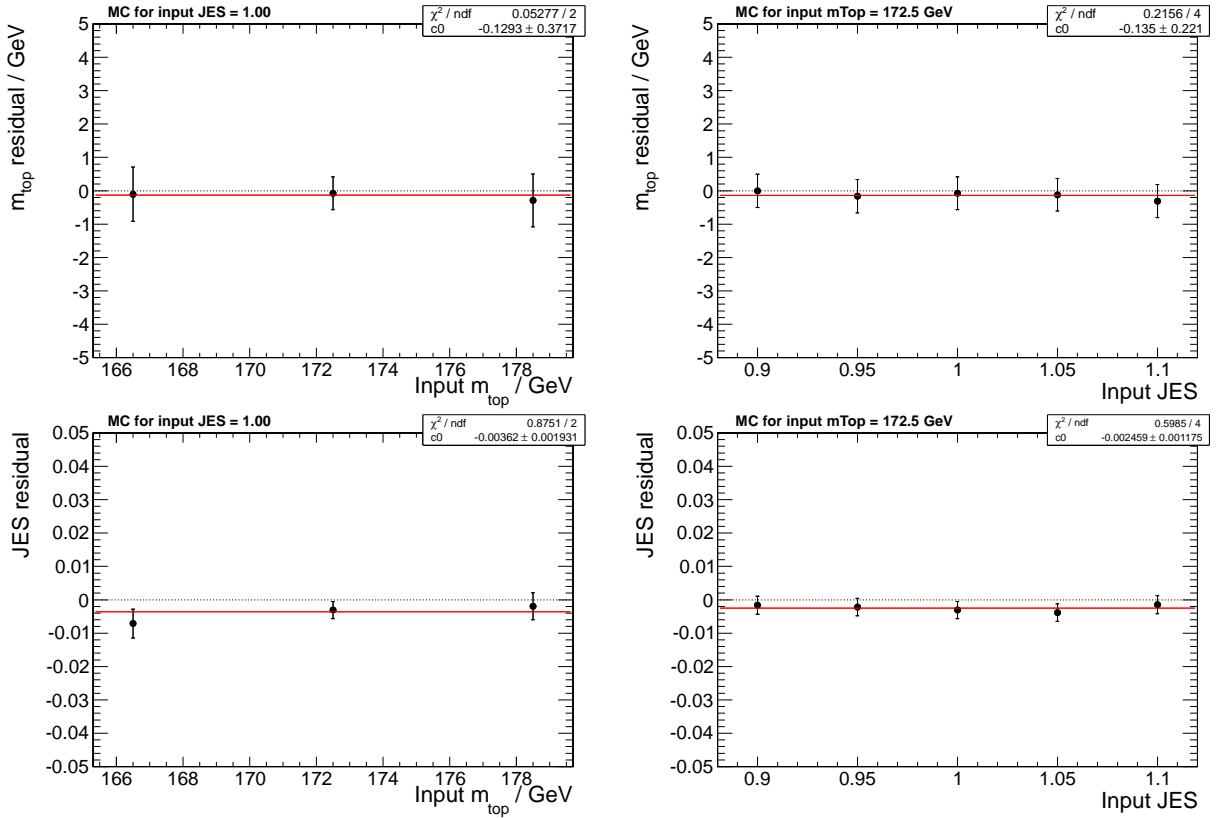 MC for input JES = 1.00
χ² / ndf 0.05277 / 2
c0 -0.1293 ± 0.3717
m_top residual / GeV
5
4
3
2
1
0
-1
-2
-3
-4
-5
166 168 170 172 174 176 178
Input m_top / GeV
MC for input mTop = 172.5 GeV
χ² / ndf 0.2156 / 4
c0 -0.135 ± 0.221
m_top residual / GeV
5
4
3
2
1
0
-1
-2
-3
-4
-5
0.9 0.95 1 1.05 1.1
Input JES
MC for input JES = 1.00
χ² / ndf 0.8751 / 2
c0 -0.00362 ± 0.001931
JES residual
0.05
0.04
0.03
0.02
0.01
0
-0.01
-0.02
-0.03
-0.04
-0.05
166 168 170 172 174 176 178
Input m_top / GeV
MC for input mTop = 172.5 GeV
χ² / ndf 0.5985 / 4
c0 -0.002459 ± 0.001175
JES residual
0.05
0.04
0.03
0.02
0.01
0
-0.01
-0.02
-0.03
-0.04
-0.05
0.9 0.95 1 1.05 1.1
Input JES